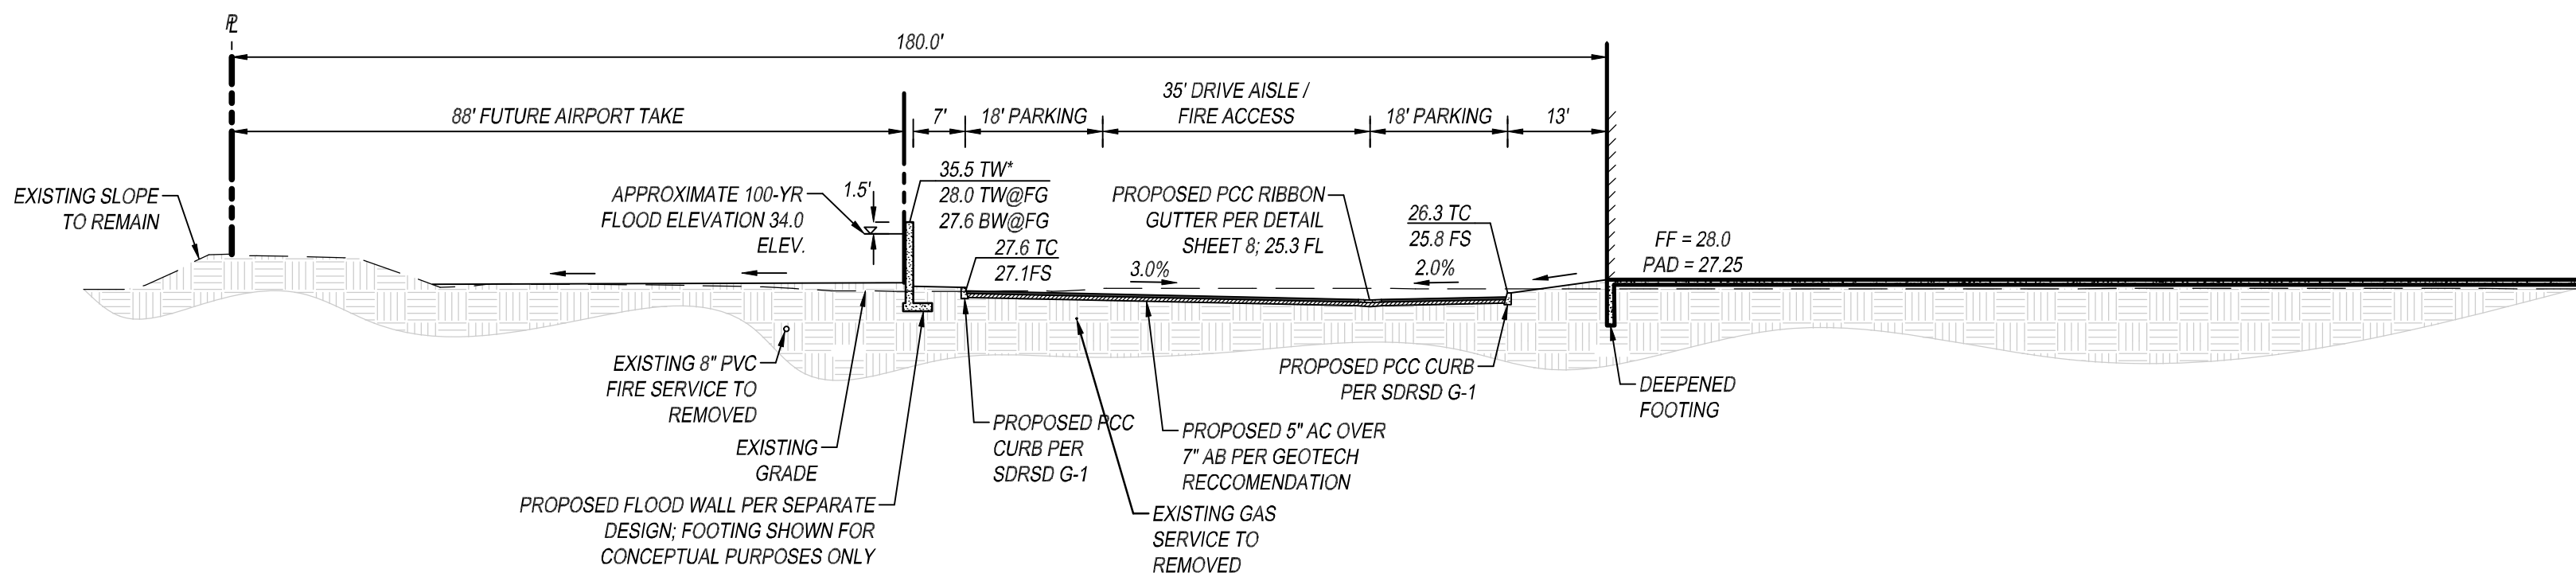 PL
180.0'
88' FUTURE AIRPORT TAKE
7'
18' PARKING
35' DRIVE AISLE /
FIRE ACCESS
18' PARKING
13'
EXISTING SLOPE
TO REMAIN
APPROXIMATE 100-YR
FLOOD ELEVATION 34.0
ELEV.
1.5'
35.5 TW*
28.0 TW@FG
27.6 BW@FG
27.6 TC
27.1FS
3.0%
PROPOSED PCC RIBBON
GUTTER PER DETAIL
SHEET 8; 25.3 FL
26.3 TC
25.8 FS
2.0%
FF = 28.0
PAD = 27.25
EXISTING 8" PVC
FIRE SERVICE TO
REMOVED
EXISTING
GRADE
PROPOSED FLOOD WALL PER SEPARATE
DESIGN; FOOTING SHOWN FOR
CONCEPTUAL PURPOSES ONLY
PROPOSED PCC
CURB PER
SDRSD G-1
EXISTING GAS
SERVICE TO
REMOVED
PROPOSED 5" AC OVER
7" AB PER GEOTECH
RECCOMENDATION
PROPOSED PCC CURB
PER SDRSD G-1
DEEPENED
FOOTING